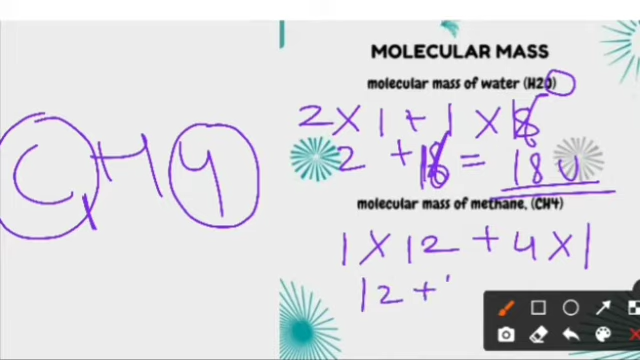 MOLECULAR MASS
molecular mass of water (H2O)
2 X 1 + 1 X 16
2 + 16 = 18 U
CH4
molecular mass of methane, (CH4)
1 X 12 + 4 X 1
12 +